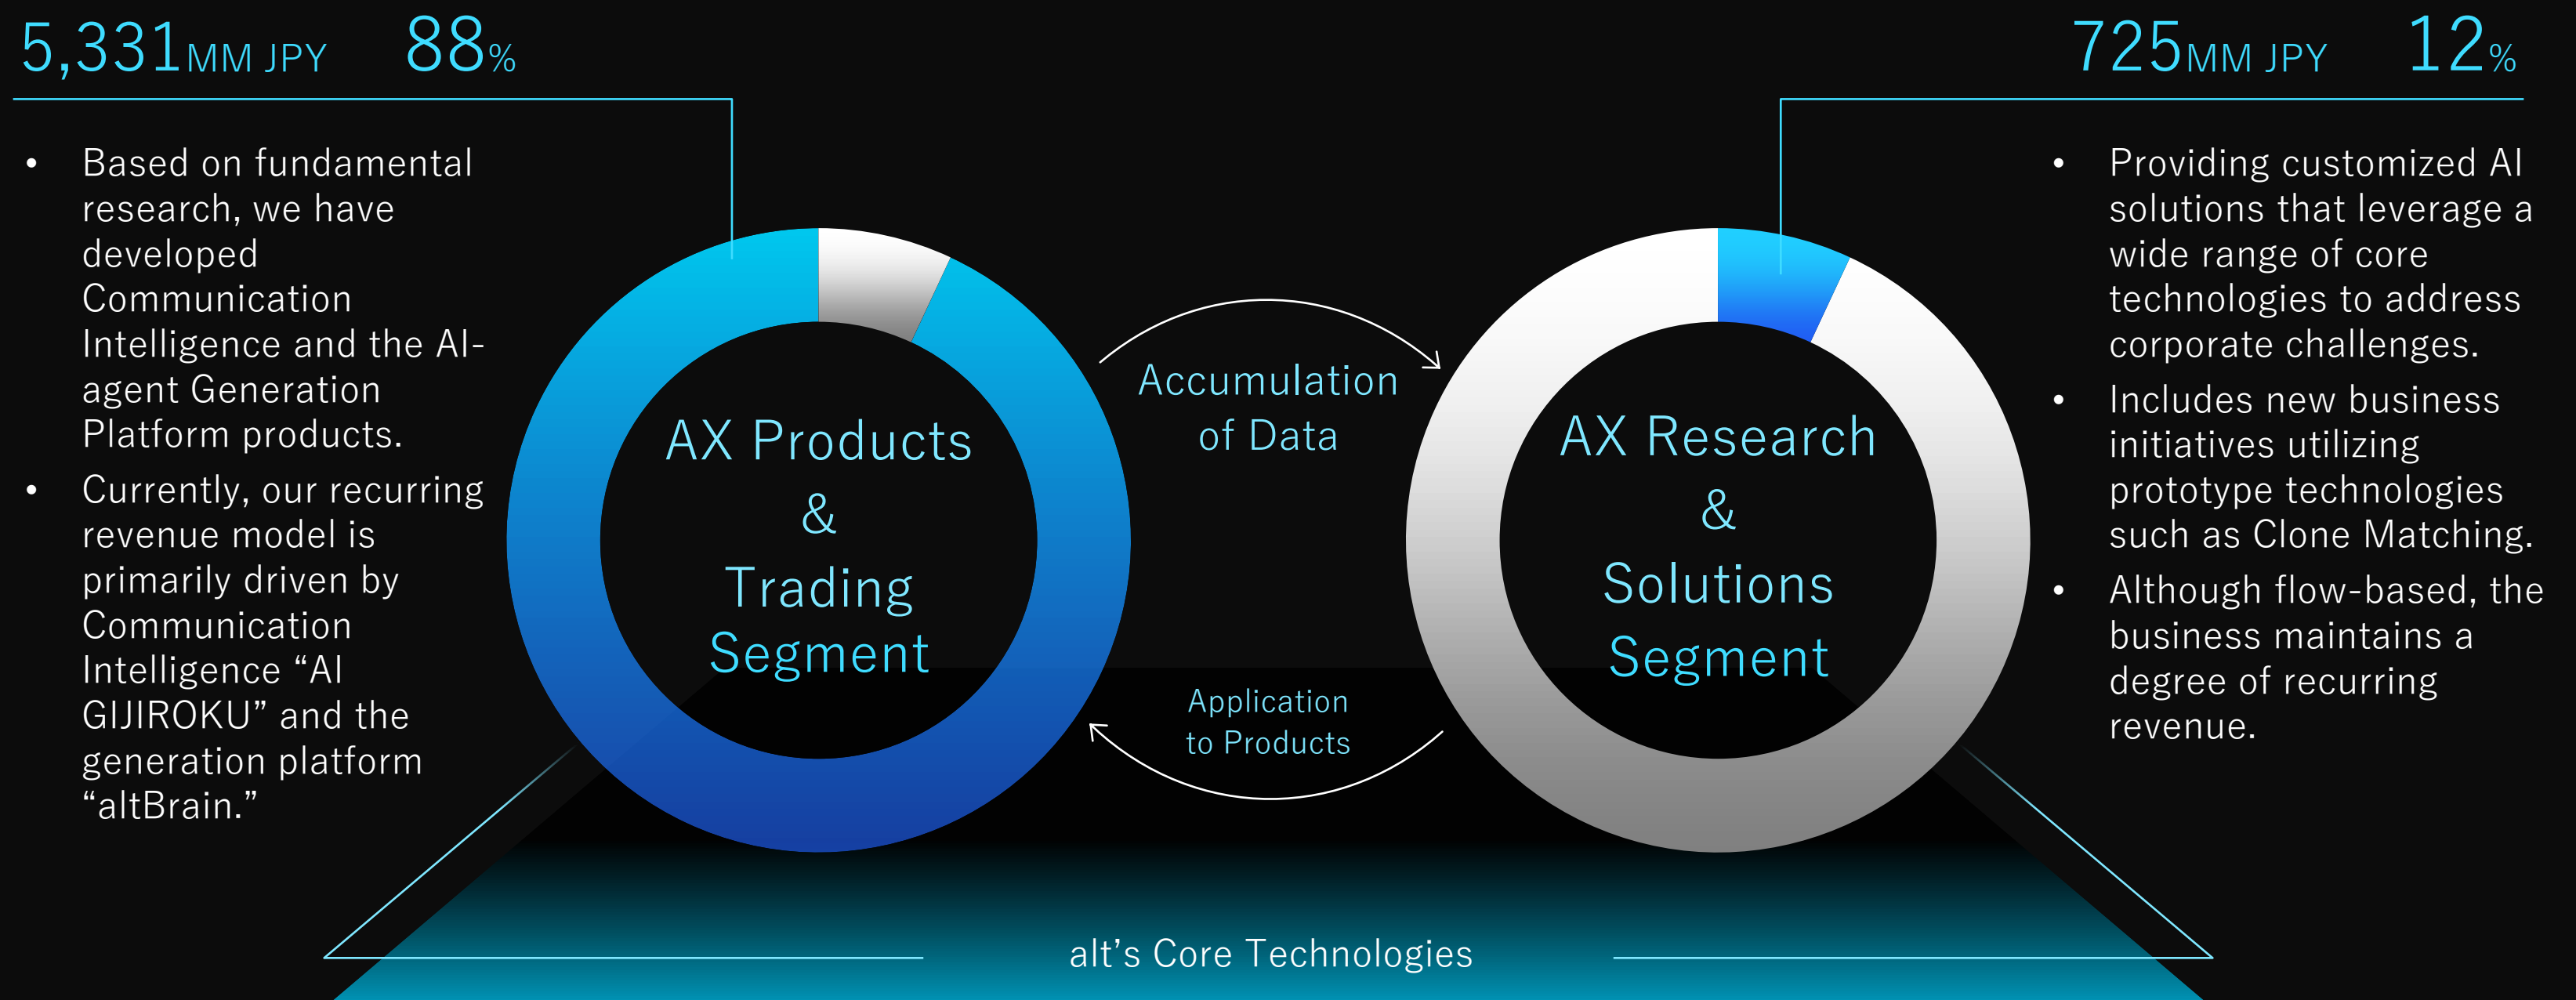 5,331MM JPY 88%
• Based on fundamental
research, we have
developed
Communication
Intelligence and the AI-
agent Generation
Platform products.
• Currently, our recurring
revenue model is
primarily driven by
Communication
Intelligence “AI
GIJIROKU” and the
generation platform
“altBrain.”
AX Products
&
Trading
Segment
Accumulation
of Data
Application
to Products
AX Research
&
Solutions
Segment
725MM JPY 12%
• Providing customized AI
solutions that leverage a
wide range of core
technologies to address
corporate challenges.
• Includes new business
initiatives utilizing
prototype technologies
such as Clone Matching.
• Although flow-based, the
business maintains a
degree of recurring
revenue.
alt’s Core Technologies